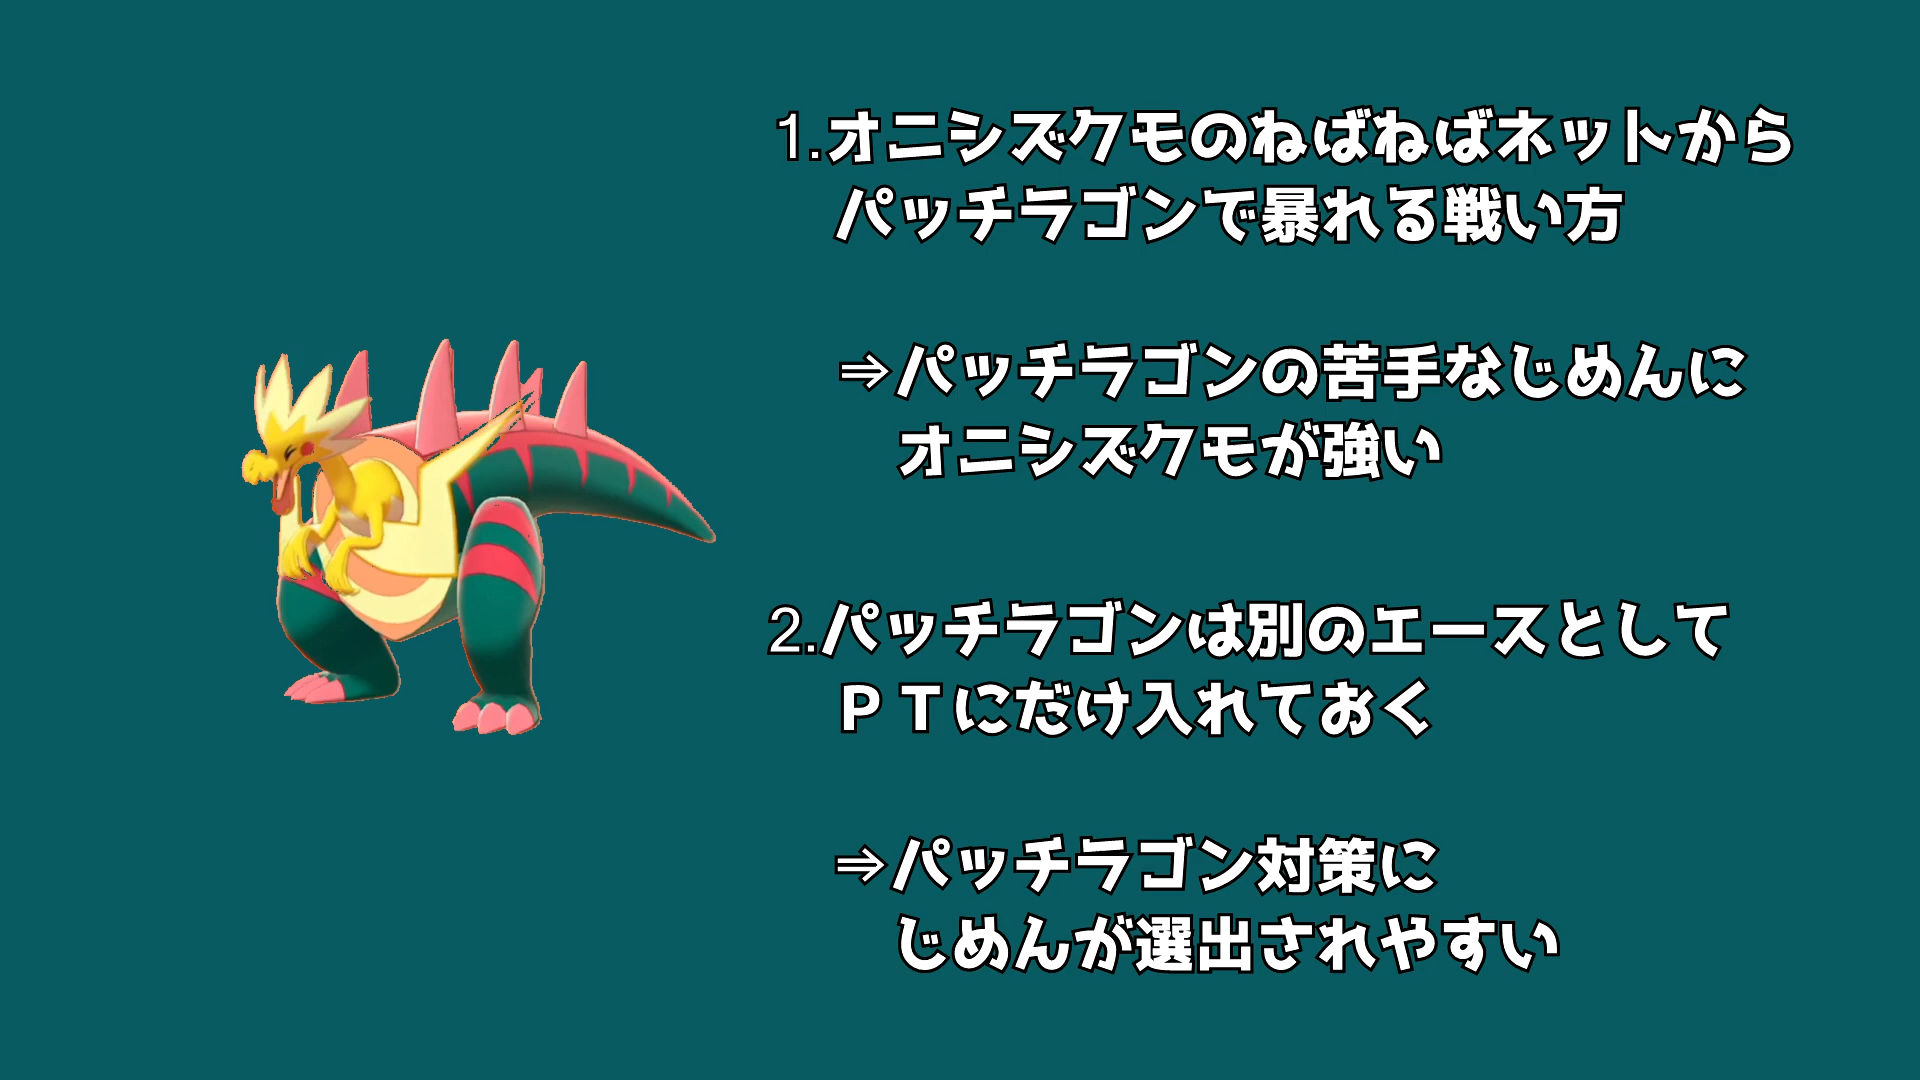 1.オニシズクモのねばねばネットから
パッチラゴンで暴れる戦い方
⇒パッチラゴンの苦手なじめんに
オニシズクモが強い
2.パッチラゴンは別のエースとして
ＰＴにだけ入れておく
⇒パッチラゴン対策に
じめんが選出されやすい